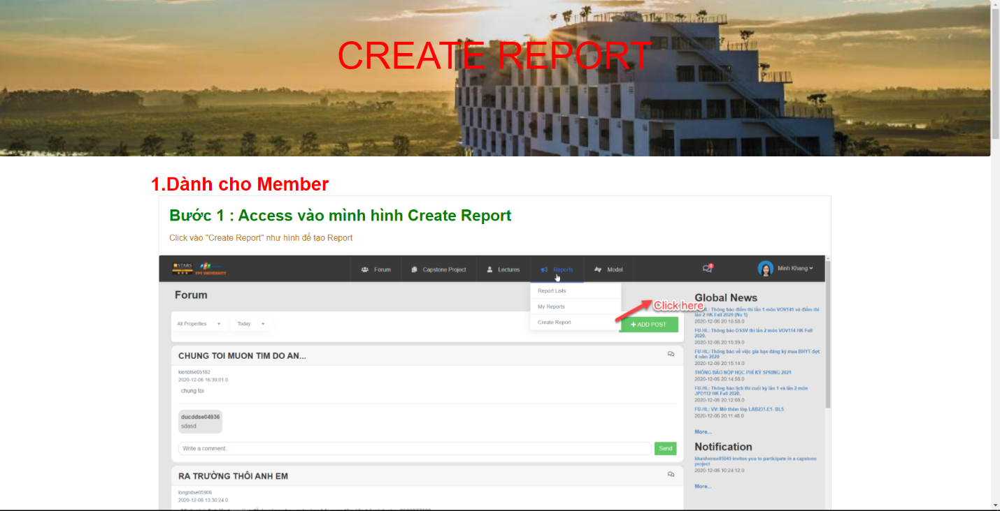 CREATE REPORT
1.Dành cho Member
Bước 1 : Access vào mình hình Create Report
Click vào "Create Report" như hình để tạo Report
STARS
FPT UNIVERSITY
Forum
Capstone Project
Lectures
Reports
Model
Minh Khang
Forum
Report Lists
My Reports
Create Report
Click here
All Properties
Today
+ ADD POST
CHUNG TOI MUON TIM DO AN...
kienbtse05182
2020-12-06 16:39:01.0
chung toi
ducddse04936
sdasd
Write a comment.
Send
RA TRƯỜNG THÔI ANH EM
longndse05906
2020-12-06 13:30:24.0
Global News
Thông báo điểm thi lần 1 môn VOV141 và điểm thi
lần 2 HK Fall 2020 (No 1)
2020-12-06 20:16:58.0
FU-HL: Thông báo DSSV thi lần 2 môn VOV114 HK Fall
2020.
2020-12-06 20:15:39.0
FU-HL: Thông báo về việc gia hạn đăng ký mua BHYT đợt
4 năm 2020
2020-12-06 20:15:14.0
THÔNG BÁO NỘP HỌC PHÍ KỲ SPRING 2021
2020-12-06 20:14:58.0
FU-HL: Thông báo lịch thi cuối kỳ lần 1 và lần 2 môn
JPD112 HK Fall 2020.
2020-12-06 20:12:08.0
FU-HL: VV: Mở thêm lớp LAB231.E1- BL5
2020-12-06 20:11:48.0
More...
Notification
khanhense05045 invites you to participate in a capstone
project
2020-12-06 10:24:12.0
More...